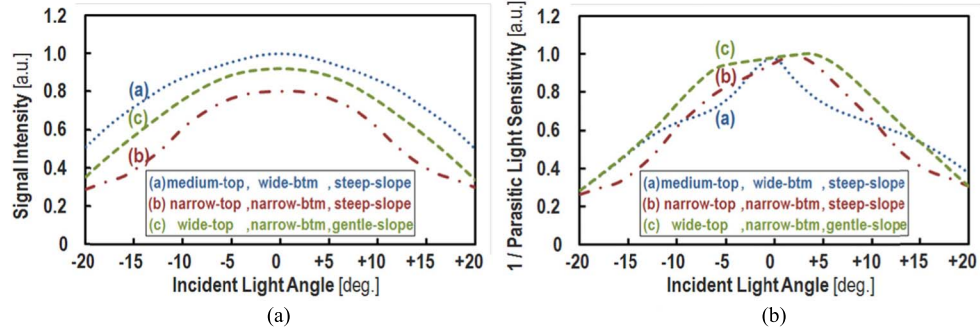 Signal Intensity [a.u.]
1.2
1.0
0.8
0.6
0.4
0.2
0
(a)
(c)
(b)
(a)medium-top, wide-btm ,steep-slope
(b) narrow-top ,narrow-btm ,steep-slope
(c) wide-top ,narrow-btm ,gentle-slope
-20 -15 -10 -5 0 +5 +10 +15 +20
Incident Light Angle [deg.]
(a)
1 / Parasitic Light Sensitivity [a.u.]
1.2
1.0
0.8
0.6
0.4
0.2
0
(c)
(b)
(a)
(a)medium-top, wide-btm ,steep-slope
(b) narrow-top ,narrow-btm ,steep-slope
(c) wide-top ,narrow-btm ,gentle-slope
-20 -15 -10 -5 0 +5 +10 +15 +20
Incident Light Angle [deg.]
(b)